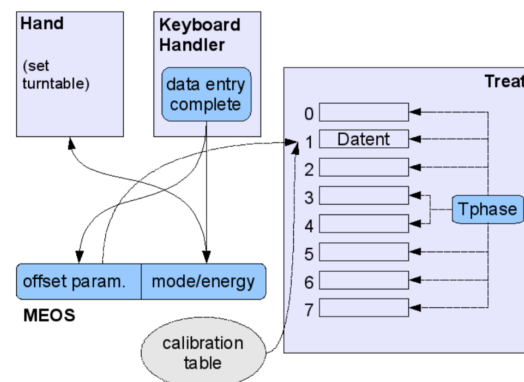 Hand
(set
turntable)
Keyboard
Handler
data entry
complete
Treat
0
1 Datent
2
3
4
5
6
7
Tphase
offset param. mode/energy
MEOS
calibration
table